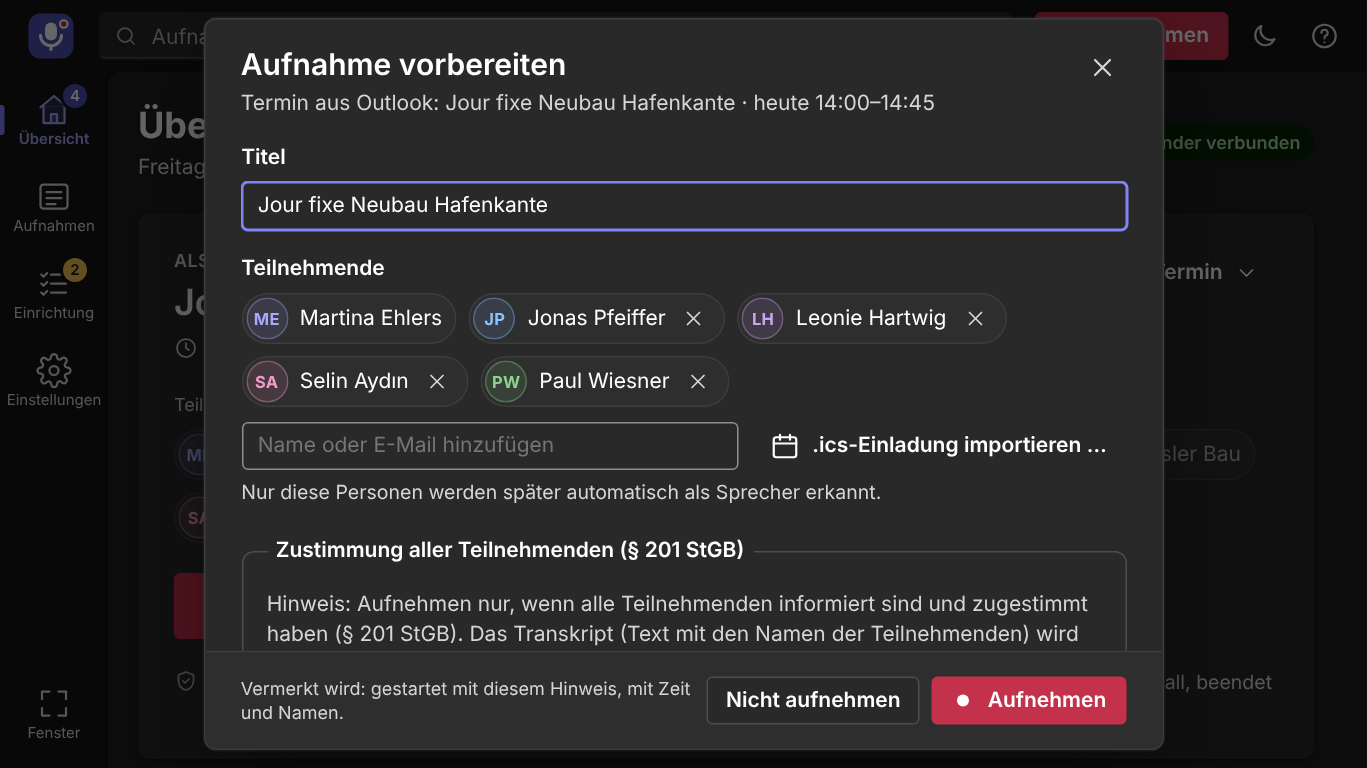 Aufna
men
Aufnahme vorbereiten
Termin aus Outlook: Jour fixe Neubau Hafenkante · heute 14:00–14:45
4
Übersicht
Übe
Freitag
nder verbunden
Titel
Jour fixe Neubau Hafenkante
Aufnahmen
Teilnehmende
ALS
ermin
2
Einrichtung
Jo
ME Martina Ehlers
JP Jonas Pfeiffer
LH Leonie Hartwig
SA Selin Aydın
PW Paul Wiesner
Einstellungen
Teil
Name oder E-Mail hinzufügen
.ics-Einladung importieren ...
sler Bau
Nur diese Personen werden später automatisch als Sprecher erkannt.
SA
Zustimmung aller Teilnehmenden (§ 201 StGB)
Hinweis: Aufnehmen nur, wenn alle Teilnehmenden informiert sind und zugestimmt
haben (§ 201 StGB). Das Transkript (Text mit den Namen der Teilnehmenden) wird
Vermerkt wird: gestartet mit diesem Hinweis, mit Zeit
und Namen.
Nicht aufnehmen
Aufnehmen
all, beendet
Fenster